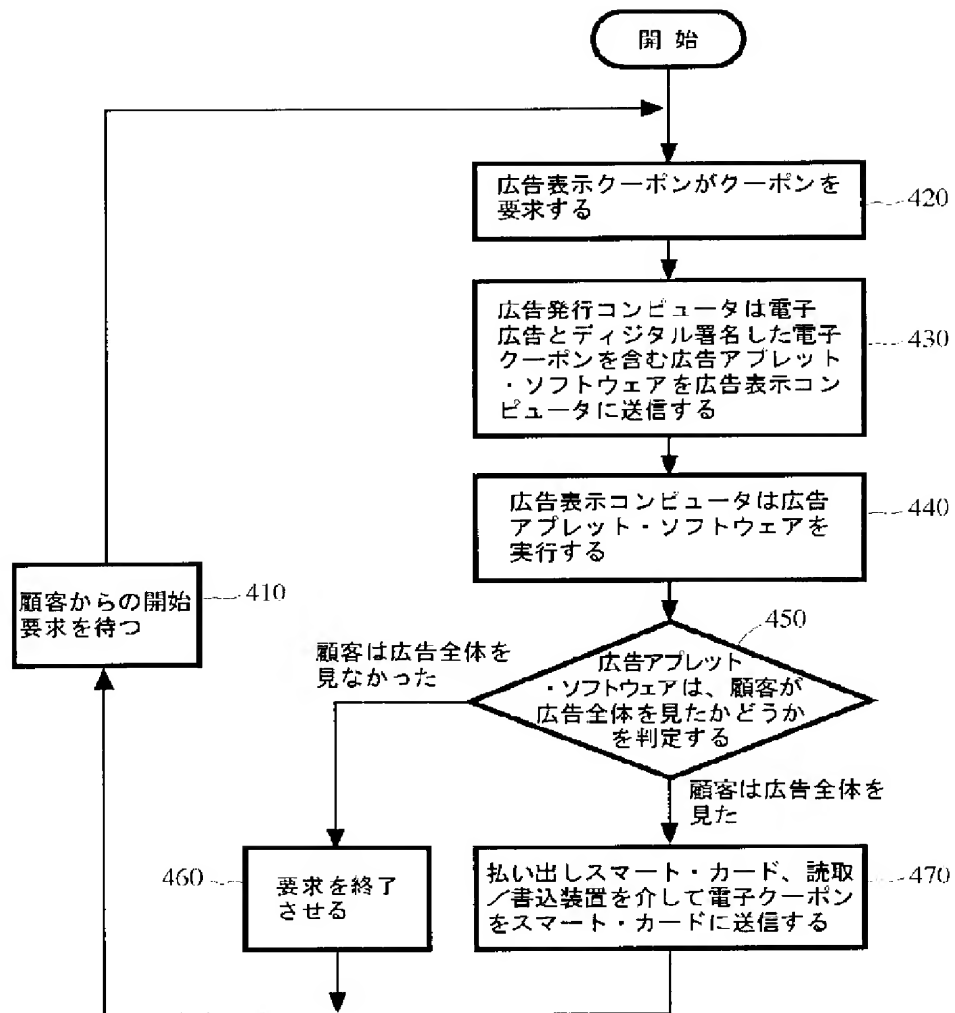 開 始
広告表示クーポンがクーポンを
要求する
420
広告発行コンピュータは電子
広告とディジタル署名した電子
クーポンを含む広告アプレット
・ソフトウェアを広告表示コン
ピュータに送信する
430
広告表示コンピュータは広告
アプレット・ソフトウェアを
実行する
440
顧客からの開始
要求を待つ
410
450
広告アプレット
・ソフトウェアは、顧客が
広告全体を見たかどうか
を判定する
顧客は広告全体を
見なかった
顧客は広告全体を
見た
460
要求を終了
させる
払い出しスマート・カード、読取
／書込装置を介して電子クーポン
をスマート・カードに送信する
470